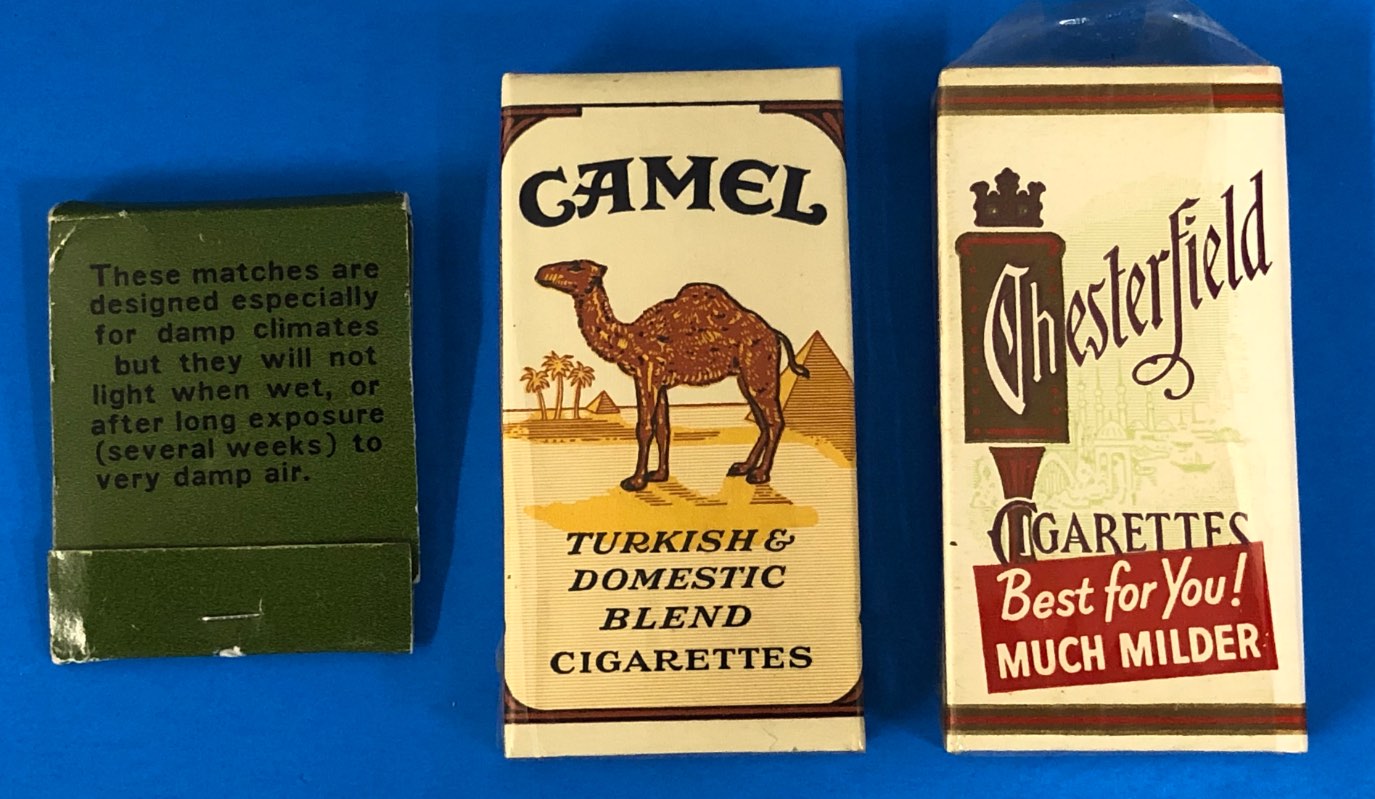 These matches are
designed especially
for damp climates
but they will not
light when wet, or
after long exposure
(several weeks) to
very damp air.
CAMEL
TURKISH &
DOMESTIC
BLEND
CIGARETTES
Chesterfield
CIGARETTES
Best for You!
MUCH MILDER